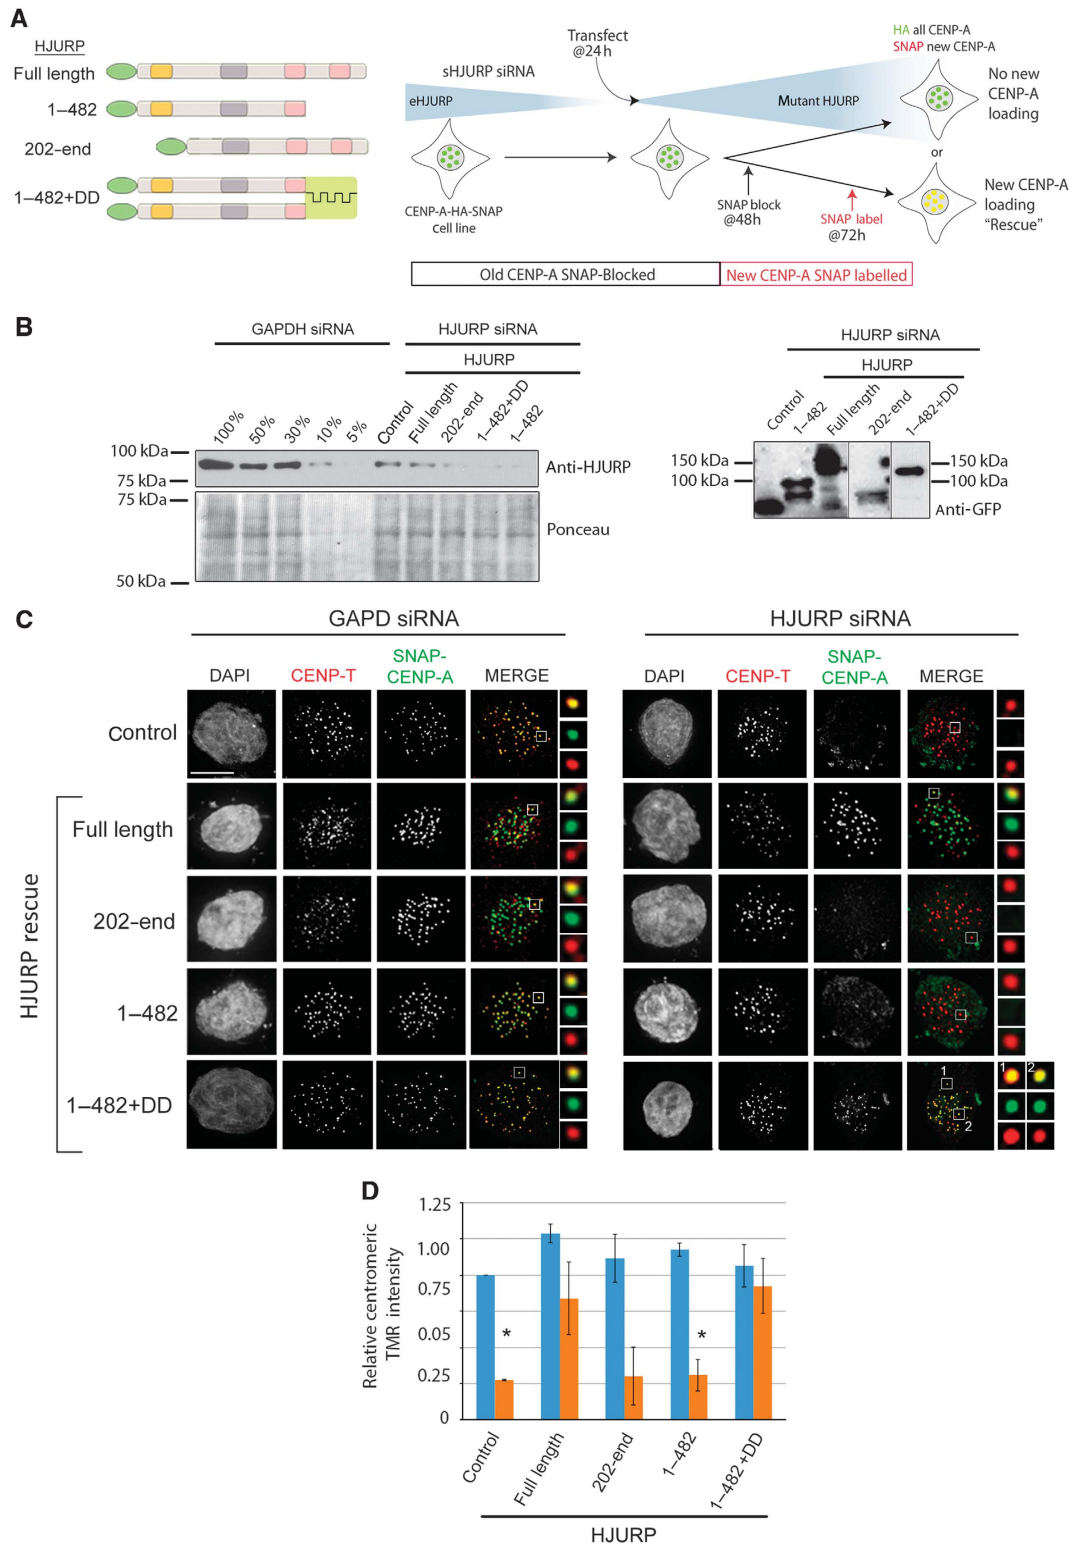 A
HJURP
Full length
1–482
202-end
1–482+DD
Transfect
@24h
sHJURP siRNA
eHJURP
Mutant HJURP
HA all CENP-A
SNAP new CENP-A
No new
CENP-A
loading
or
New CENP-A
loading
“Rescue”
CENP-A-HA-SNAP
Cell line
SNAP block
@48h
SNAP label
@72h
Old CENP-A SNAP-Blocked
New CENP-A SNAP labelled
B
GAPDH siRNA
HJURP siRNA
HJURP
100%
50%
30%
10%
5%
Control
Full length
202-end
1–482+DD
1–482
100 kDa
75 kDa
75 kDa
50 kDa
Anti-HJURP
Ponceau
HJURP siRNA
HJURP
Control
1–482
Full length
202-end
1–482+DD
150 kDa
100 kDa
150 kDa
100 kDa
Anti-GFP
C
GAPD siRNA
HJURP siRNA
DAPI
CENP-T
SNAP-
CENP-A
MERGE
DAPI
CENP-T
SNAP-
CENP-A
MERGE
Control
HJURP rescue
Full length
202-end
1–482
1–482+DD
1
2
1
2
D
Relative centromeric
TMR intensity
1.25
1.00
0.75
0.05
0.25
0
*
*
Control
Full length
202-end
1–482
1–482 +DD
HJURP